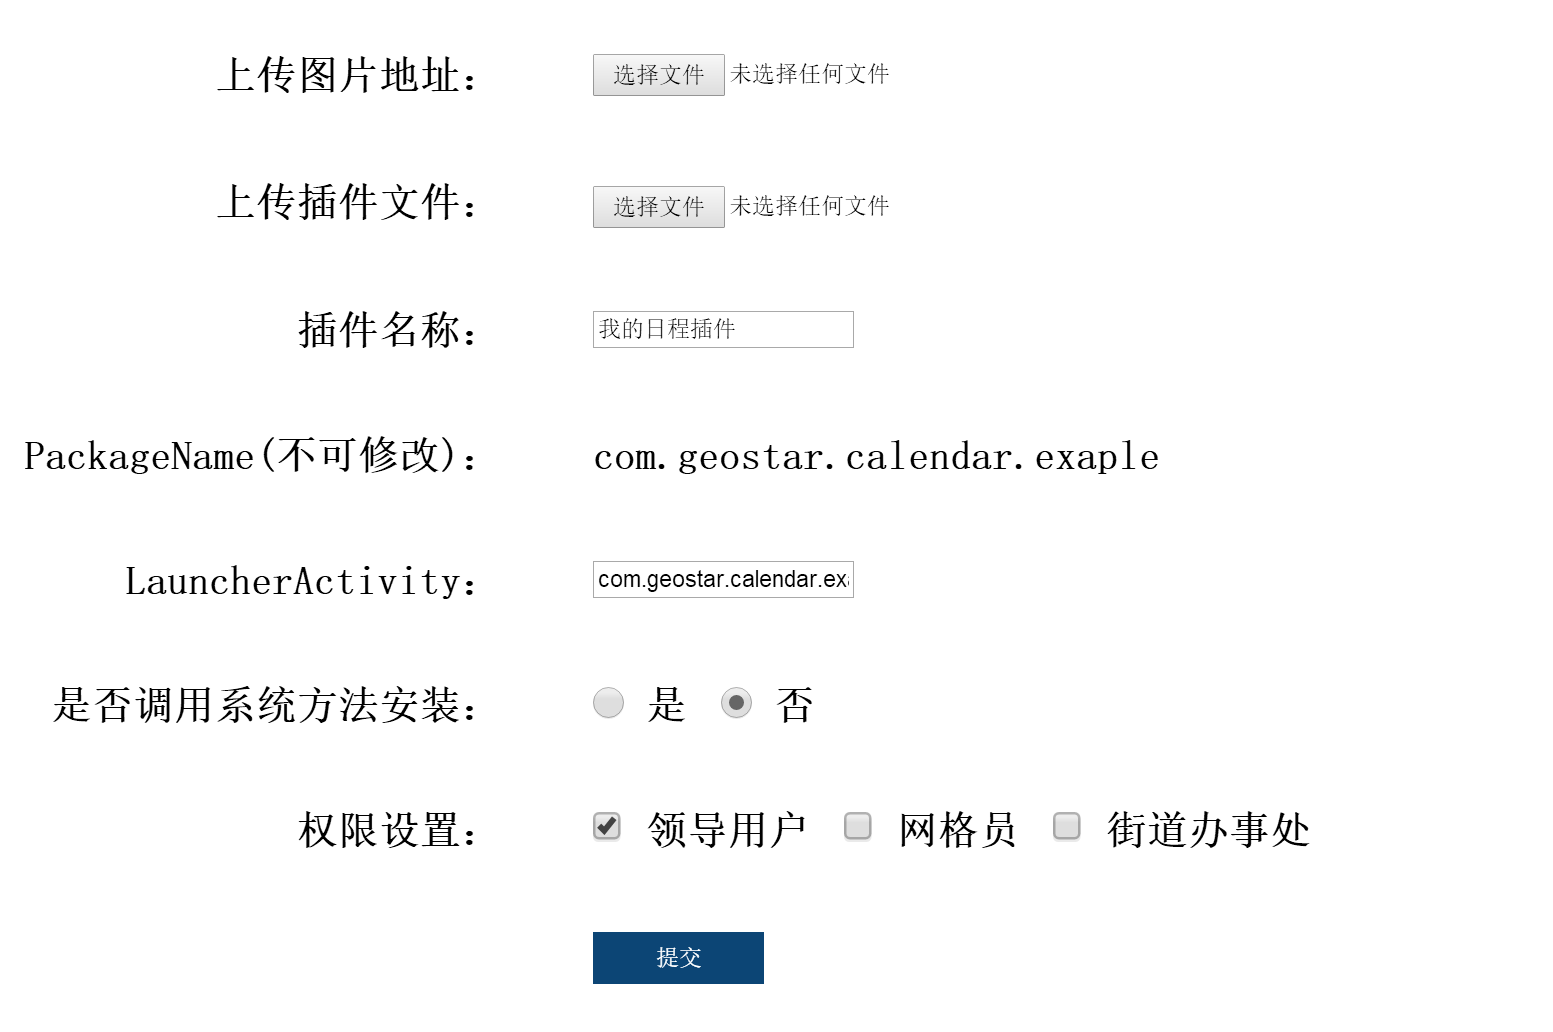 上传图片地址： 选择文件 未选择任何文件
上传插件文件： 选择文件 未选择任何文件
插件名称： 我的日程插件
PackageName(不可修改)： com.geostar.calendar.exaple
LauncherActivity： com.geostar.calendar.exa
是否调用系统方法安装： 是 否
权限设置： 领导用户 网格员 街道办事处
提交